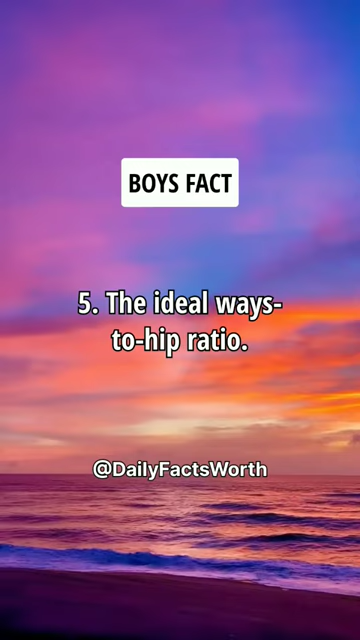 BOYS FACT
5. The ideal ways-
to-hip ratio.
@DailyFactsWorth